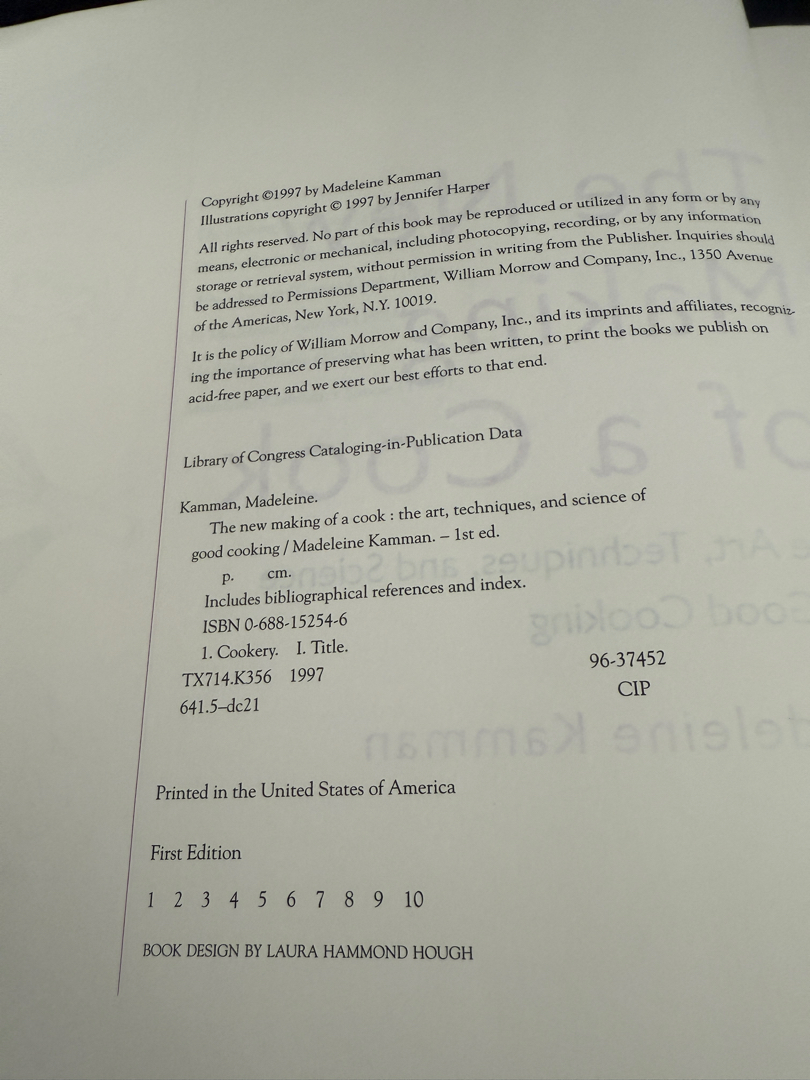 Copyright ©1997 by Madeleine Kamman
Illustrations copyright © 1997 by Jennifer Harper
All rights reserved. No part of this book may be reproduced or utilized in any form or by any
means, electronic or mechanical, including photocopying, recording, or by any information
storage or retrieval system, without permission in writing from the Publisher. Inquiries should
be addressed to Permissions Department, William Morrow and Company, Inc., 1350 Avenue
of the Americas, New York, N.Y. 10019.
It is the policy of William Morrow and Company, Inc., and its imprints and affiliates, recogniz-
ing the importance of preserving what has been written, to print the books we publish on
acid-free paper, and we exert our best efforts to that end.
Library of Congress Cataloging-in-Publication Data
Kamman, Madeleine.
The new making of a cook : the art, techniques, and science of
good cooking / Madeleine Kamman. – 1st ed.
p. cm.
Includes bibliographical references and index.
ISBN 0-688-15254-6
1. Cookery. I. Title.
TX714.K356 1997
96-37452
641.5–dc21
CIP
Printed in the United States of America
First Edition
1 2 3 4 5 6 7 8 9 10
BOOK DESIGN BY LAURA HAMMOND HOUGH